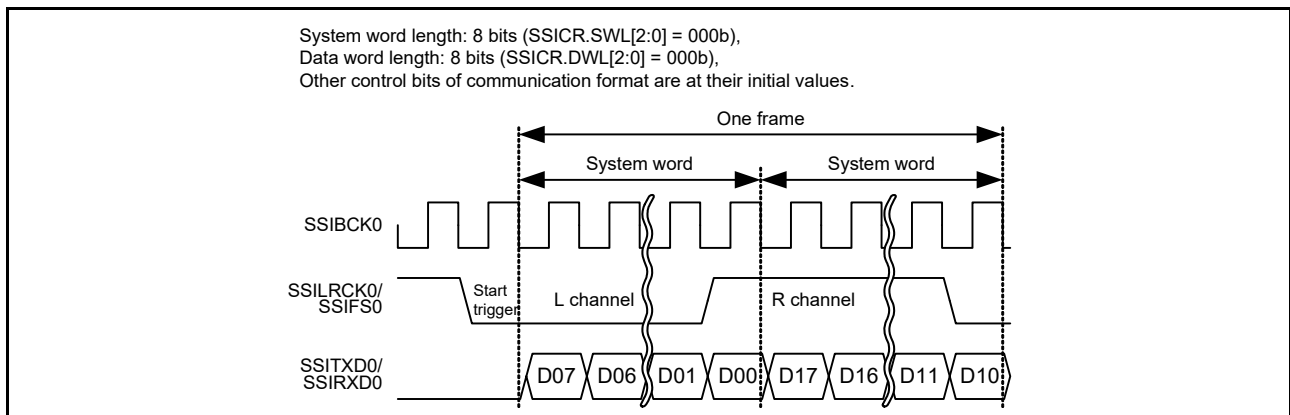 System word length: 8 bits (SSICR.SWL[2:0] = 000b),
Data word length: 8 bits (SSICR.DWL[2:0] = 000b),
Other control bits of communication format are at their initial values.
One frame
System word System word
SSIBCK0
SSILRCK0/
SSIFS0
Start
trigger
L channel
R channel
SSITXD0/
SSIRXD0
D07 D06 D01 D00 D17 D16 D11 D10